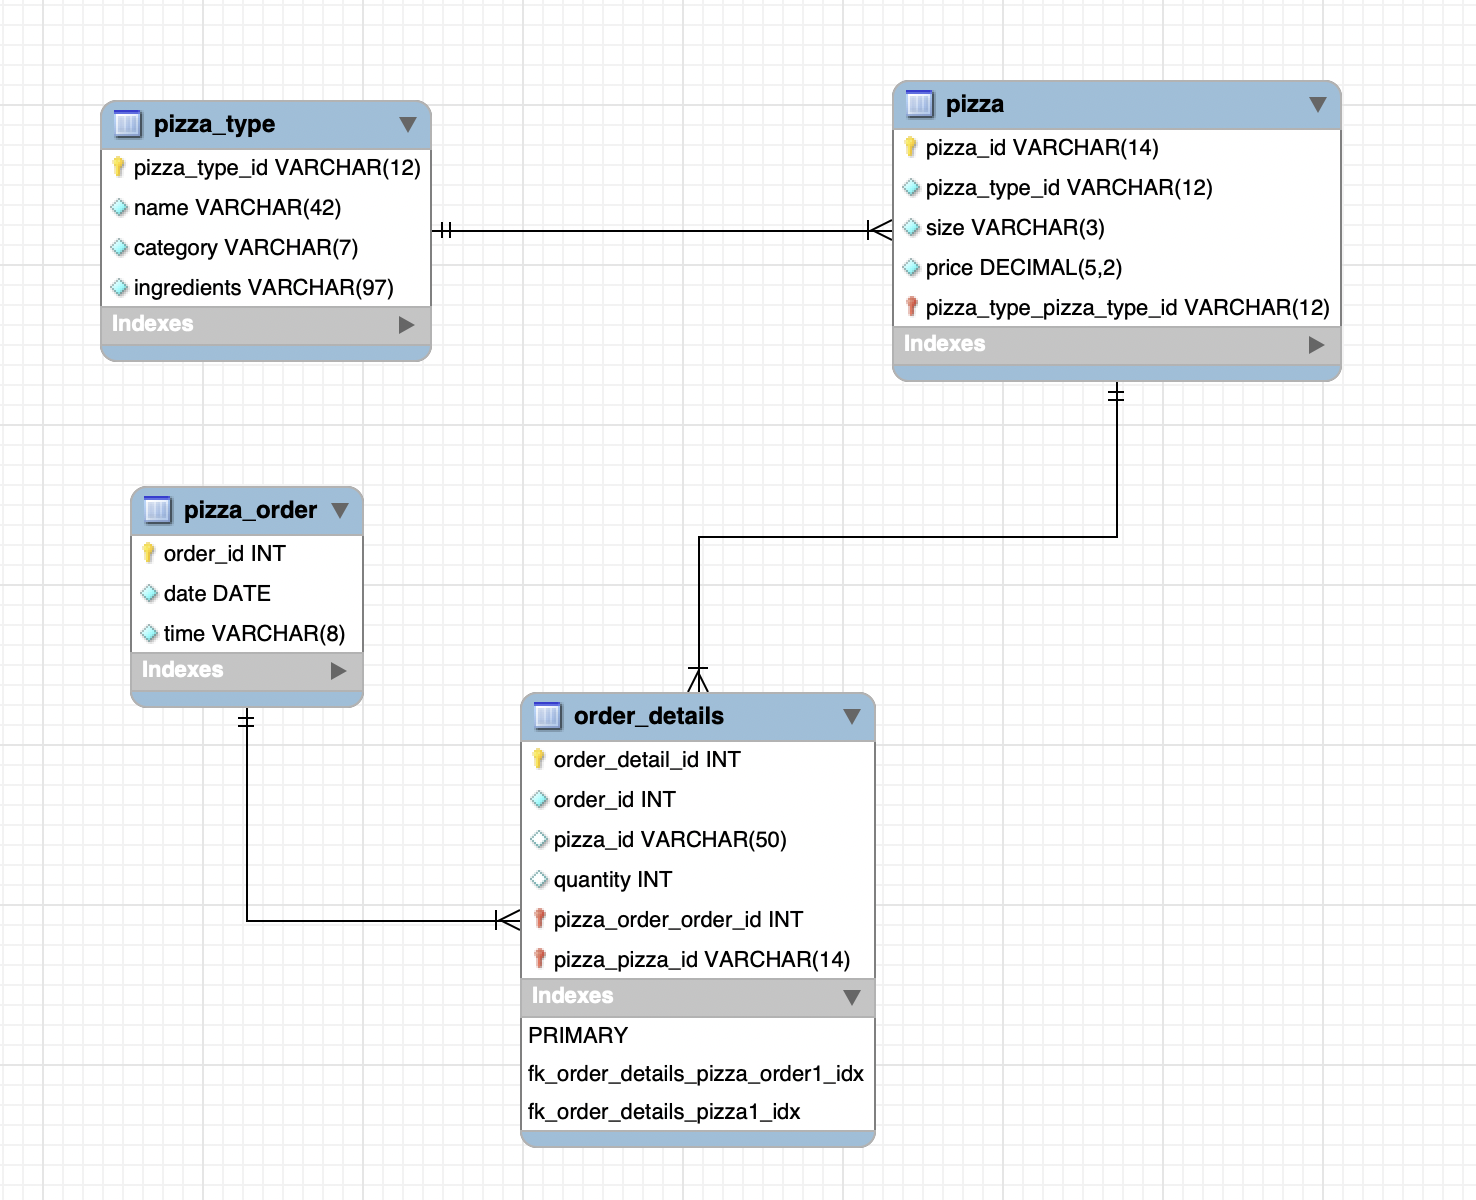 pizza_type
pizza_type_id VARCHAR(12)
name VARCHAR(42)
category VARCHAR(7)
ingredients VARCHAR(97)
Indexes
pizza
pizza_id VARCHAR(14)
pizza_type_id VARCHAR(12)
size VARCHAR(3)
price DECIMAL(5,2)
pizza_type_pizza_type_id VARCHAR(12)
Indexes
pizza_order
order_id INT
date DATE
time VARCHAR(8)
Indexes
order_details
order_detail_id INT
order_id INT
pizza_id VARCHAR(50)
quantity INT
pizza_order_order_id INT
pizza_pizza_id VARCHAR(14)
Indexes
PRIMARY
fk_order_details_pizza_order1_idx
fk_order_details_pizza1_idx